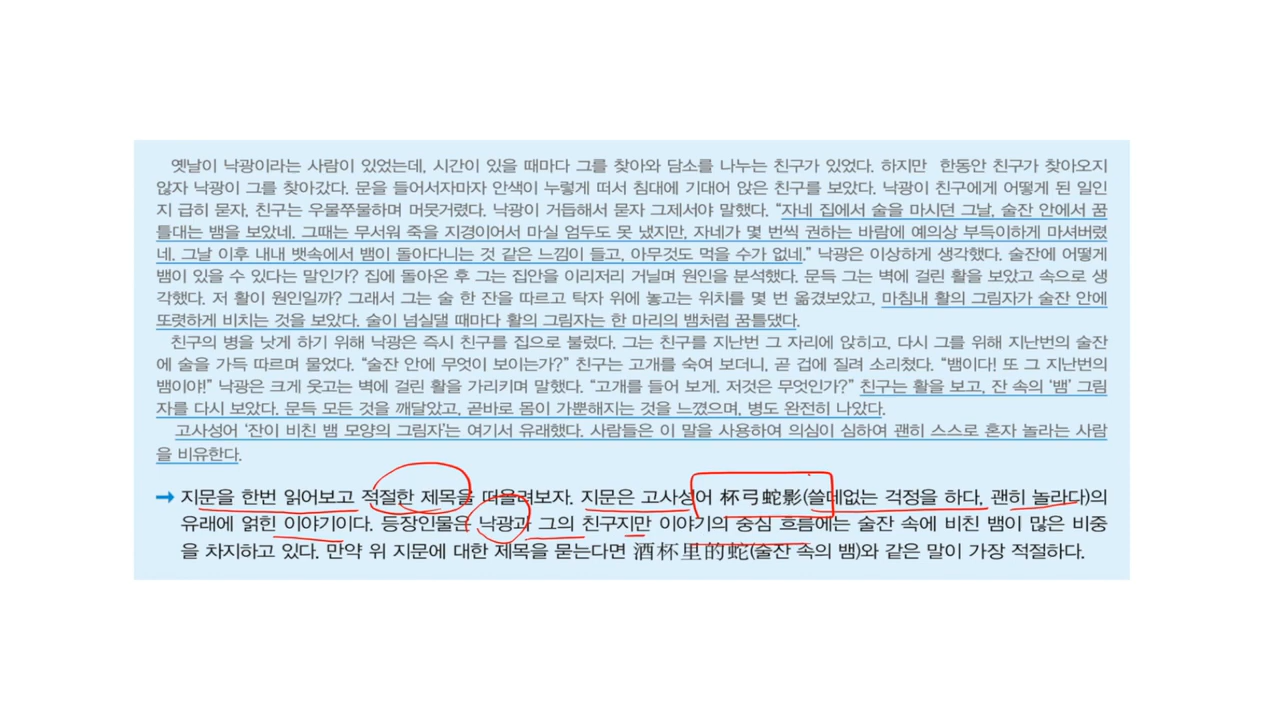 옛날이 낙광이라는 사람이 있었는데, 시간이 있을 때마다 그를 찾아와 담소를 나누는 친구가 있었다. 하지만 한동안 친구가 찾아오지
않자 낙광이 그를 찾아갔다. 문을 들어서자마자 안색이 누렇게 떠서 침대에 기대어 앉은 친구를 보았다. 낙광이 친구에게 어떻게 된 일인
지 급히 묻자, 친구는 우물쭈물하며 머뭇거렸다. 낙광이 거듭해서 묻자 그제서야 말했다. “자네 집에서 술을 마시던 그날, 술잔 안에서 꿈
틀대는 뱀을 보았네. 그때는 무서워 죽을 지경이어서 마실 엄두도 못 냈지만, 자네가 몇 번씩 권하는 바람에 예의상 부득이하게 마셔버렸
네. 그날 이후 내내 뱃속에서 뱀이 돌아다니는 것 같은 느낌이 들고, 아무것도 먹을 수가 없네.” 낙광은 이상하게 생각했다. 술잔에 어떻게
뱀이 있을 수 있다는 말인가? 집에 돌아온 후 그는 집안을 이리저리 거닐며 원인을 분석했다. 문득 그는 벽에 걸린 활을 보았고 속으로 생
각했다. 저 활이 원인일까? 그래서 그는 술 한 잔을 따르고 탁자 위에 놓고는 위치를 몇 번 옮겨보았고, 마침내 활의 그림자가 술잔 안에
또렷하게 비치는 것을 보았다. 술이 넘실댈 때마다 활의 그림자는 한 마리의 뱀처럼 꿈틀댔다.
친구의 병을 낫게 하기 위해 낙광은 즉시 친구를 집으로 불렀다. 그는 친구를 지난번 그 자리에 앉히고, 다시 그를 위해 지난번의 술잔
에 술을 가득 따르며 물었다. “술잔 안에 무엇이 보이는가?” 친구는 고개를 숙여 보더니, 곧 겁에 질려 소리쳤다. “뱀이다! 또 그 지난번의
뱀이야!” 낙광은 크게 웃고는 벽에 걸린 활을 가리키며 말했다. “고개를 들어 보게. 저것은 무엇인가?” 친구는 활을 보고, 잔 속의 ‘뱀’ 그림
자를 다시 보았다. 문득 모든 것을 깨달았고, 곧바로 몸이 가뿐해지는 것을 느꼈으며, 병도 완전히 나았다.
고사성어 ‘잔이 비친 뱀 모양의 그림자’는 여기서 유래했다. 사람들은 이 말을 사용하여 의심이 심하여 괜히 스스로 혼자 놀라는 사람
을 비유한다.
→ 지문을 한번 읽어보고 적절한 제목을 떠올려보자. 지문은 고사성어 杯弓蛇影(쓸데없는 걱정을 하다, 괜히 놀라다)의
유래에 얽힌 이야기이다. 등장인물은 낙광과 그의 친구지만 이야기의 중심 흐름에는 술잔 속에 비친 뱀이 많은 비중
을 차지하고 있다. 만약 위 지문에 대한 제목을 묻는다면 酒杯里的蛇(술잔 속의 뱀)와 같은 말이 가장 적절하다.